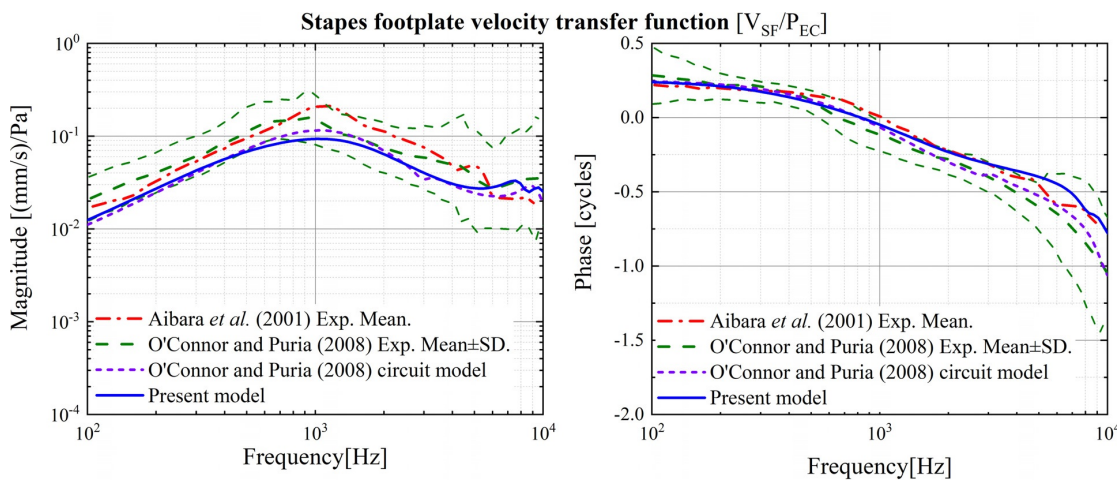 Stapes footplate velocity transfer function [V_SF/P_EC]
Magnitude [(mm/s)/Pa]
10^0
10^-1
10^-2
10^-3
10^-4
Aibara et al. (2001) Exp. Mean.
O'Connor and Puria (2008) Exp. Mean±SD.
O'Connor and Puria (2008) circuit model
Present model
10^2
10^3
10^4
Frequency[Hz]
Phase [cycles]
0.5
0.0
-0.5
-1.0
-1.5
-2.0
Aibara et al. (2001) Exp. Mean.
O'Connor and Puria (2008) Exp. Mean±SD.
O'Connor and Puria (2008) circuit model
Present model
10^2
10^3
10^4
Frequency[Hz]